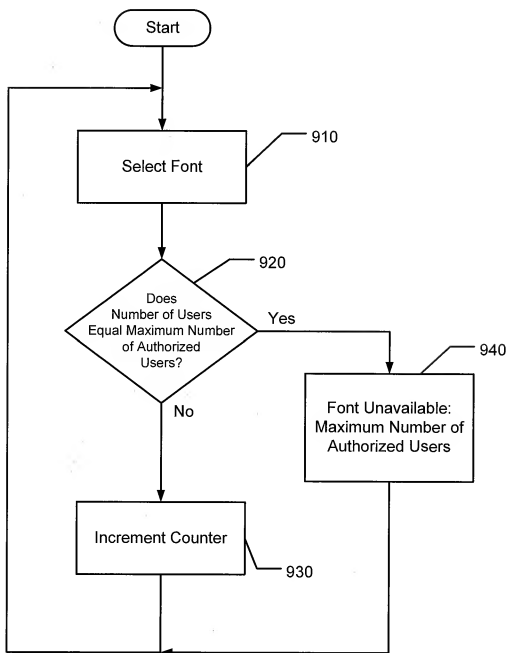 Start
910
Select Font
920
Does
Number of Users
Equal Maximum Number
of Authorized
Users?
Yes
940
No
Font Unavailable:
Maximum Number of
Authorized Users
Increment Counter
930